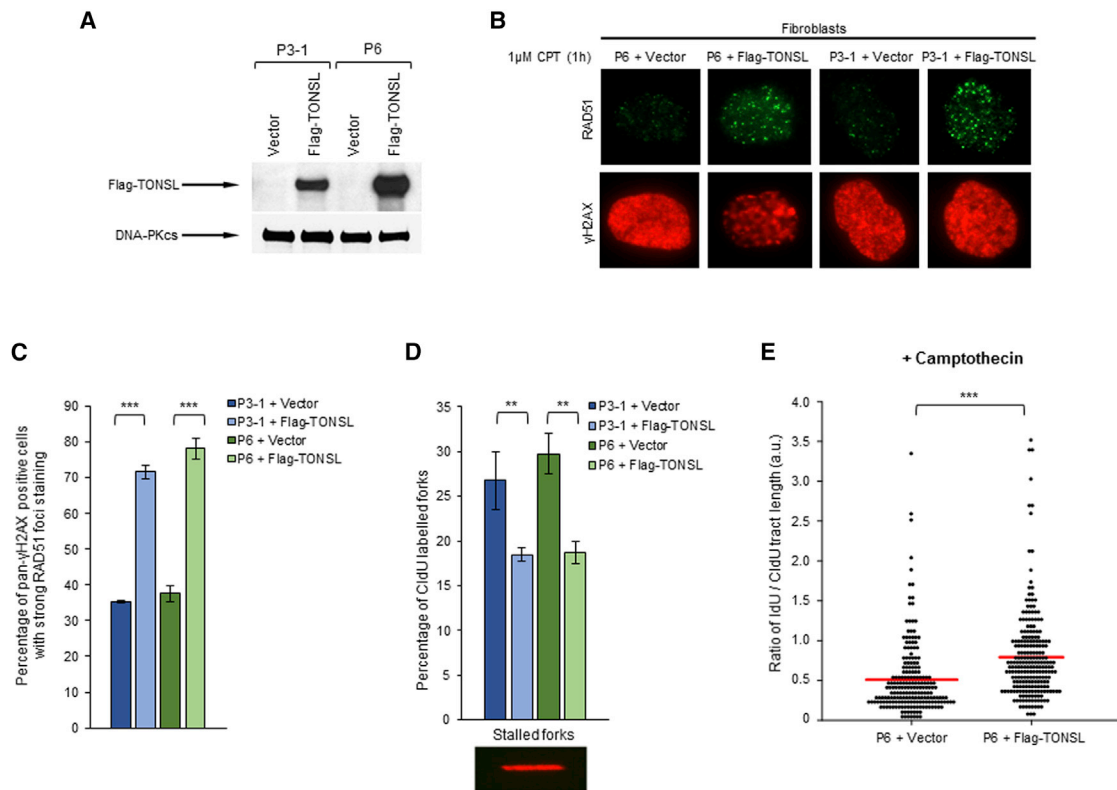 A
P3-1 P6
Vector
Flag-TONSL
Vector
Flag-TONSL
Flag-TONSL
DNA-PKcs
B
Fibroblasts
1µM CPT (1h) P6 + Vector P6 + Flag-TONSL P3-1 + Vector P3-1 + Flag-TONSL
RAD51
γH2AX
C
Percentage of pan-γH2AX positive cells
with strong RAD51 foci staining
90
80
70
60
50
40
30
20
10
0
*** ***
P3-1 + Vector
P3-1 + Flag-TONSL
P6 + Vector
P6 + Flag-TONSL
D
Percentage of CldU labelled forks
35
30
25
20
15
10
5
0
** **
P3-1 + Vector
P3-1 + Flag-TONSL
P6 + Vector
P6 + Flag-TONSL
Stalled forks
E
+ Camptothecin
***
Ratio of IdU / CldU tract length (a.u.)
4.0
3.5
3.0
2.5
2.0
1.5
1.0
0.5
0
P6 + Vector P6 + Flag-TONSL